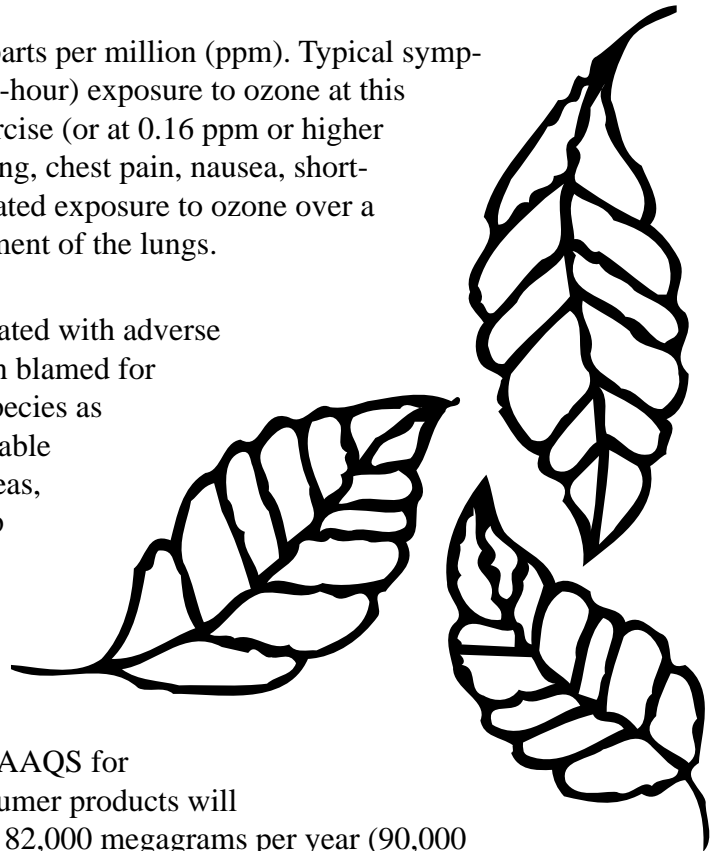 parts per million (ppm). Typical symp-
-hour) exposure to ozone at this
ercise (or at 0.16 ppm or higher
ng, chest pain, nausea, short-
ated exposure to ozone over a
ment of the lungs.
ated with adverse
n blamed for
pecies as
able
eas,
AAQS for
umer products will
82,000 megagrams per year (90,000